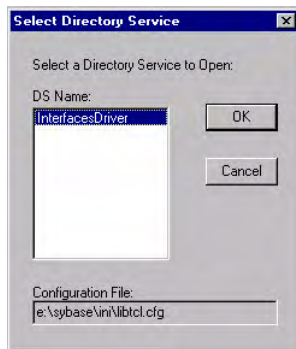 Select Directory Service
Select a Directory Service to Open:
DS Name:
InterfacesDriver
OK
Cancel
Configuration File:
e:\sybase\ini\libtcl.cfg